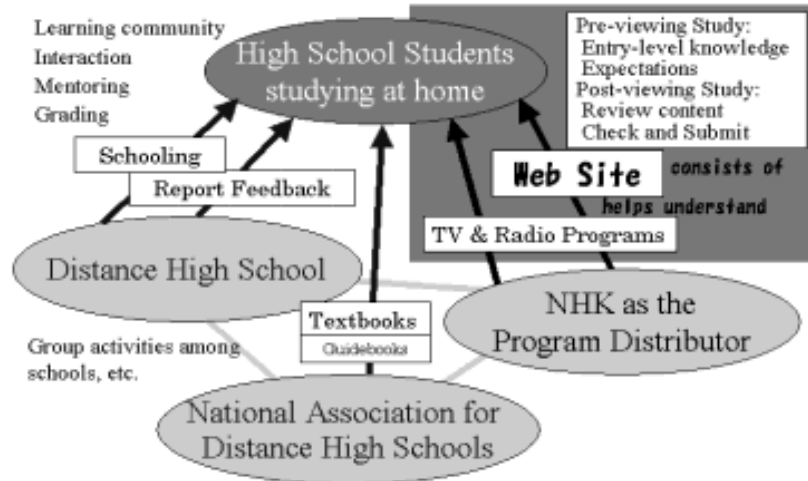 Learning community
Interaction
Mentoring
Grading
High School Students
studying at home
Pre-viewing Study:
Entry-level knowledge
Expectations
Post-viewing Study:
Review content
Check and Submit
Schooling
Report Feedback
Web Site
consists of
helps understand
TV & Radio Programs
Distance High School
NHK as the
Program Distributor
Textbooks
Guidebooks
Group activities among
schools, etc.
National Association for
Distance High Schools